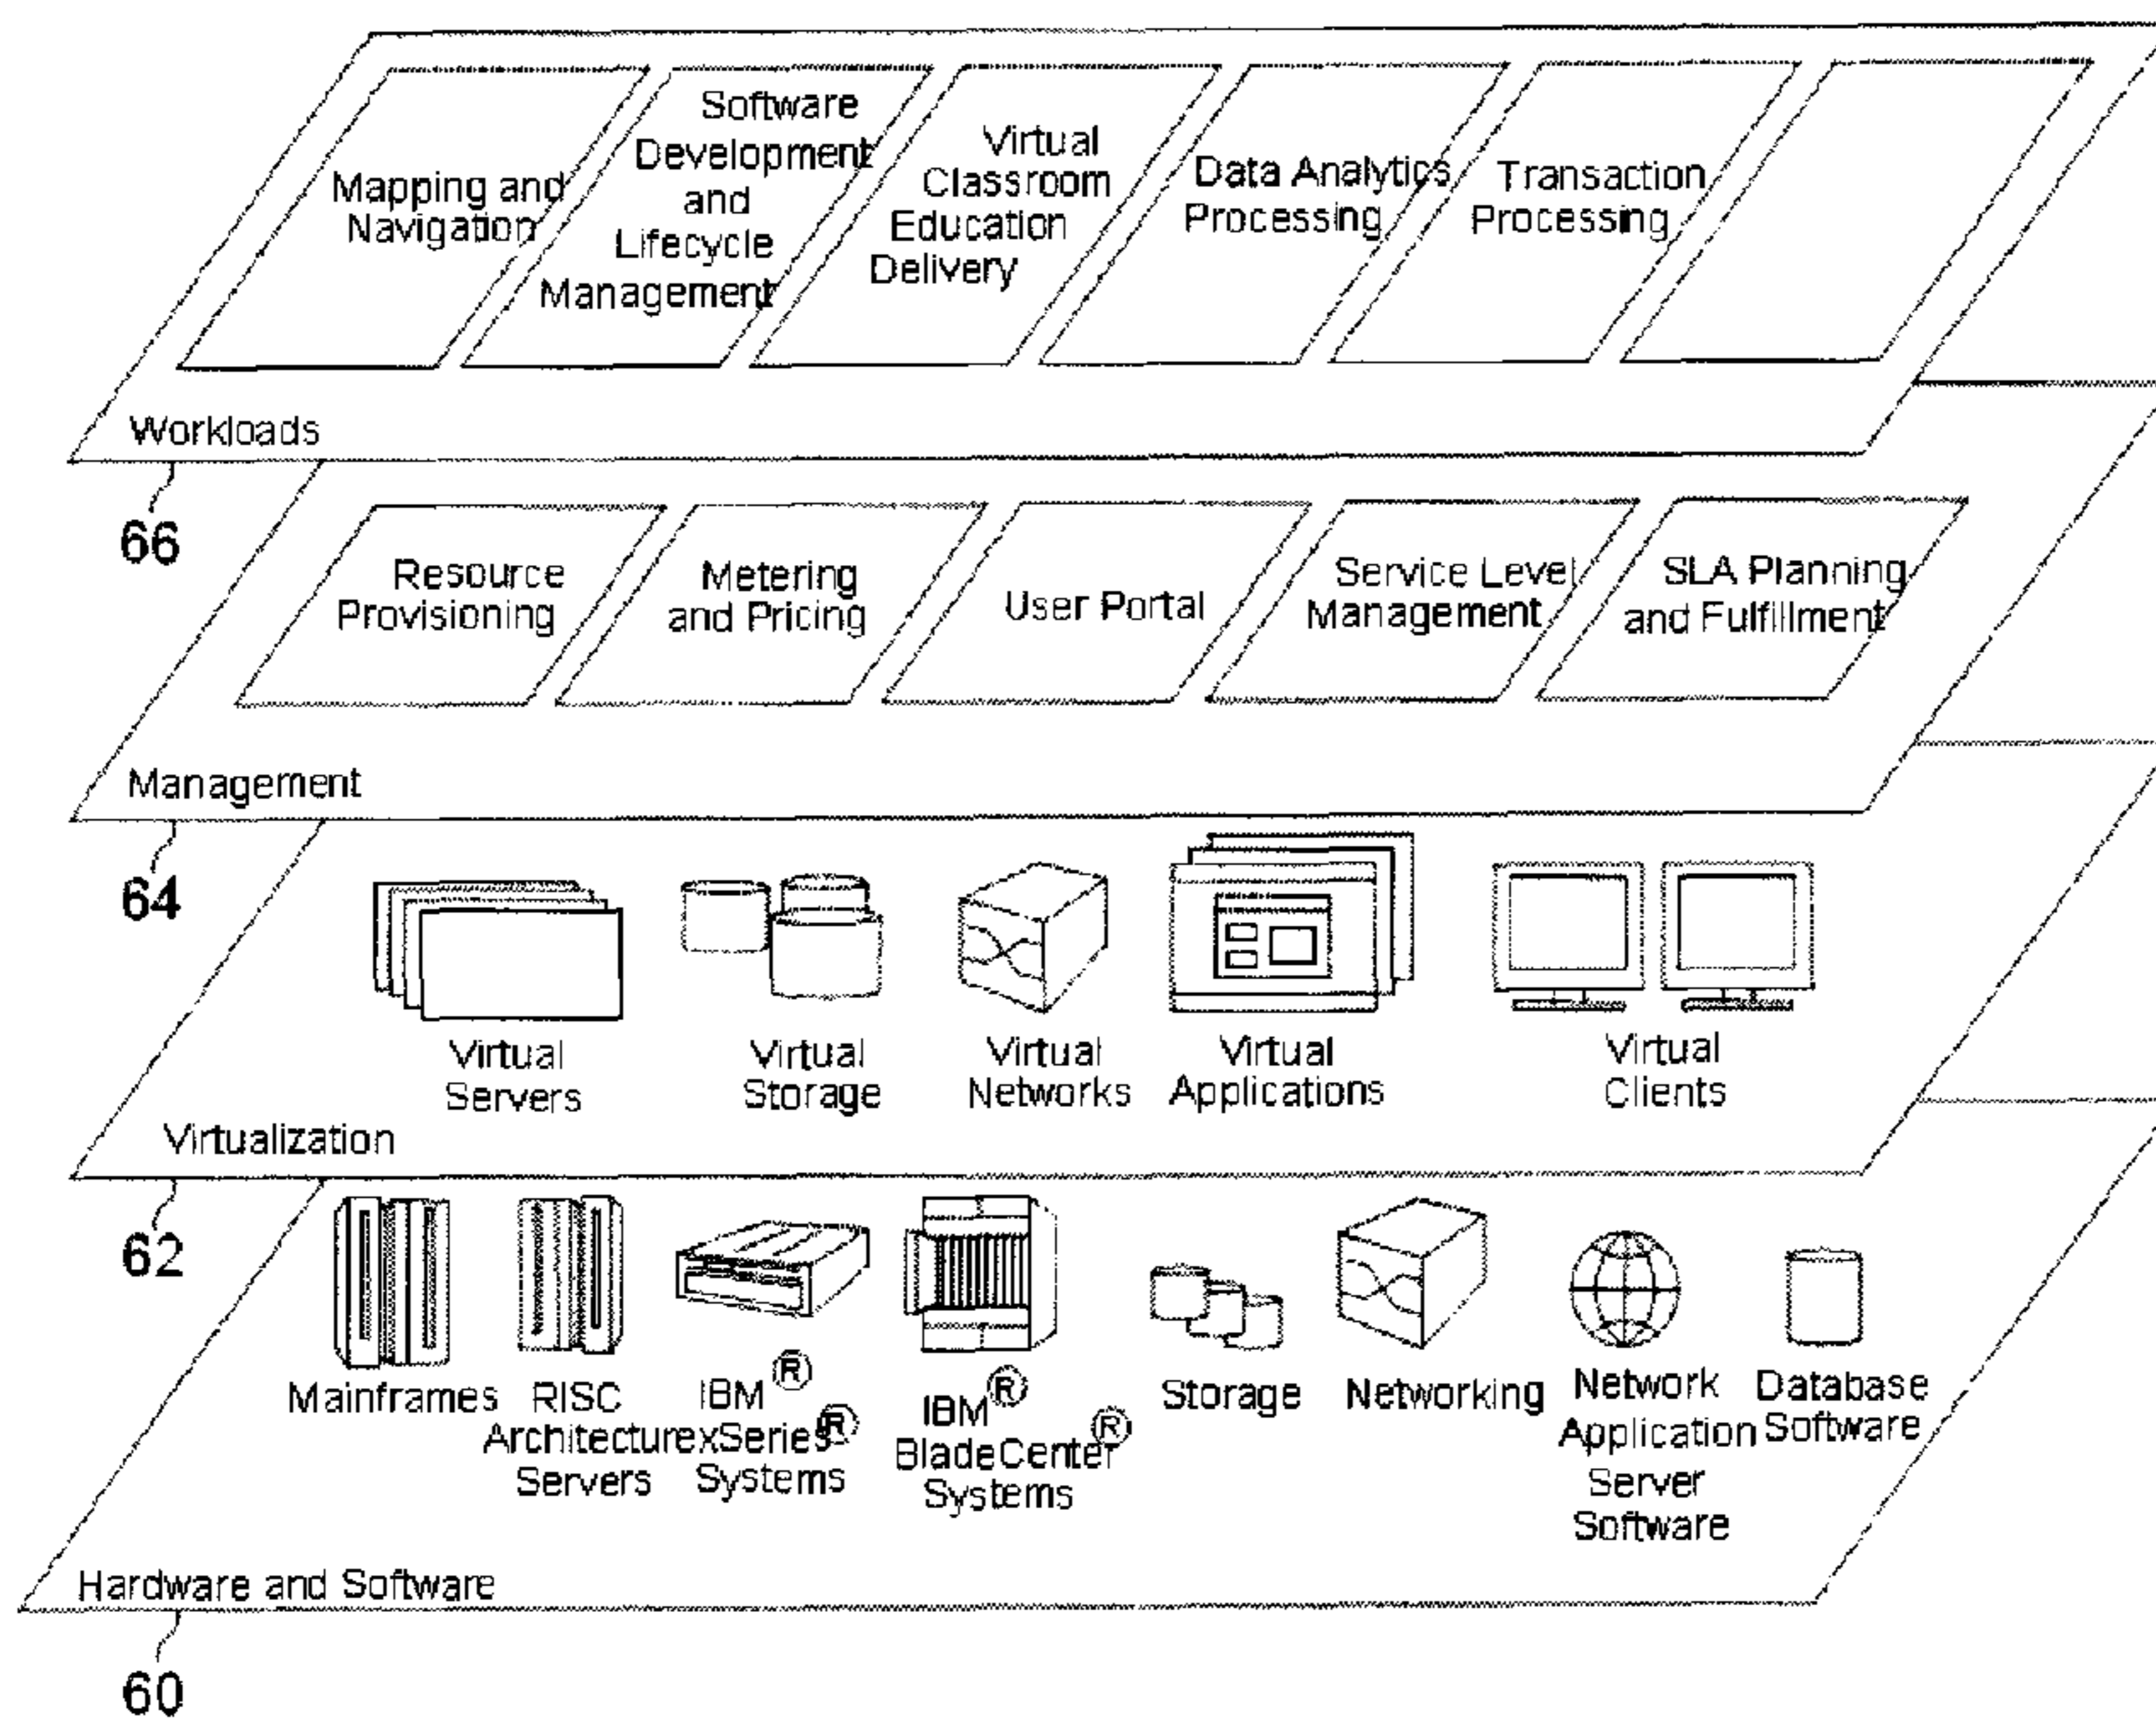 Mapping and
Navigation
Software
Development
and
Lifecycle
Management
Virtual
Classroom
Education
Delivery
Data Analytics
Processing
Transaction
Processing
Workloads
66
Resource
Provisioning
Metering
and Pricing
User Portal
Service Level
Management
SLA Planning
and Fulfillment
Management
64
Virtual
Servers
Virtual
Storage
Virtual
Networks
Virtual
Applications
Virtual
Clients
Virtualization
62
Mainframes
RISC
Architecture
Servers
IBM ®
xSeries®
Systems
IBM®
BladeCenter®
Systems
Storage
Networking
Network
Application
Server
Software
Database
Software
Hardware and Software
60